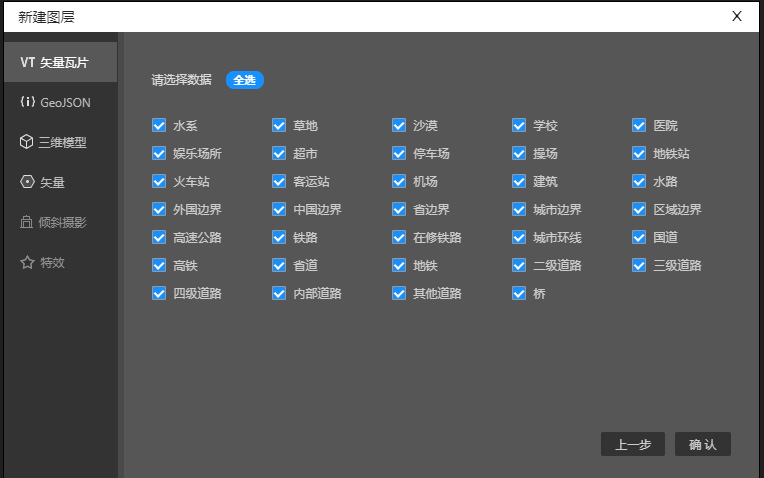 新建图层 X
VT 矢量瓦片
GeoJSON
三维模型
矢量
倾斜摄影
特效
请选择数据 全选
水系 草地 沙漠 学校 医院
娱乐场所 超市 停车场 操场 地铁站
火车站 客运站 机场 建筑 水路
外国边界 中国边界 省边界 城市边界 区域边界
高速公路 铁路 在修铁路 城市环线 国道
高铁 省道 地铁 二级道路 三级道路
四级道路 内部道路 其他道路 桥
上一步 确认